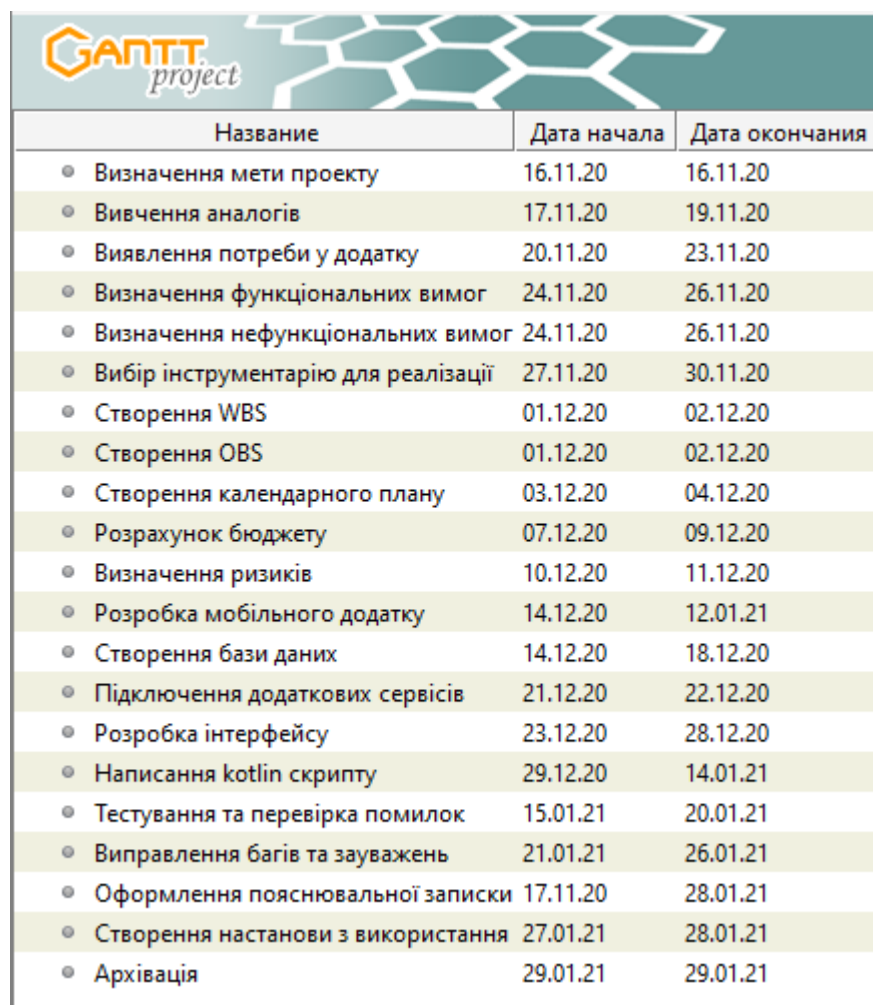 GANTT
project
Название Дата начала Дата окончания
Визначення мети проекту 16.11.20 16.11.20
Вивчення аналогів 17.11.20 19.11.20
Виявлення потреби у додатку 20.11.20 23.11.20
Визначення функціональних вимог 24.11.20 26.11.20
Визначення нефункціональних вимог 24.11.20 26.11.20
Вибір інструментарію для реалізації 27.11.20 30.11.20
Створення WBS 01.12.20 02.12.20
Створення OBS 01.12.20 02.12.20
Створення календарного плану 03.12.20 04.12.20
Розрахунок бюджету 07.12.20 09.12.20
Визначення ризиків 10.12.20 11.12.20
Розробка мобільного додатку 14.12.20 12.01.21
Створення бази даних 14.12.20 18.12.20
Підключення додаткових сервісів 21.12.20 22.12.20
Розробка інтерфейсу 23.12.20 28.12.20
Написання kotlin скрипту 29.12.20 14.01.21
Тестування та перевірка помилок 15.01.21 20.01.21
Виправлення багів та зауважень 21.01.21 26.01.21
Оформлення пояснювальної записки 17.11.20 28.01.21
Створення настанови з використання 27.01.21 28.01.21
Архівація 29.01.21 29.01.21